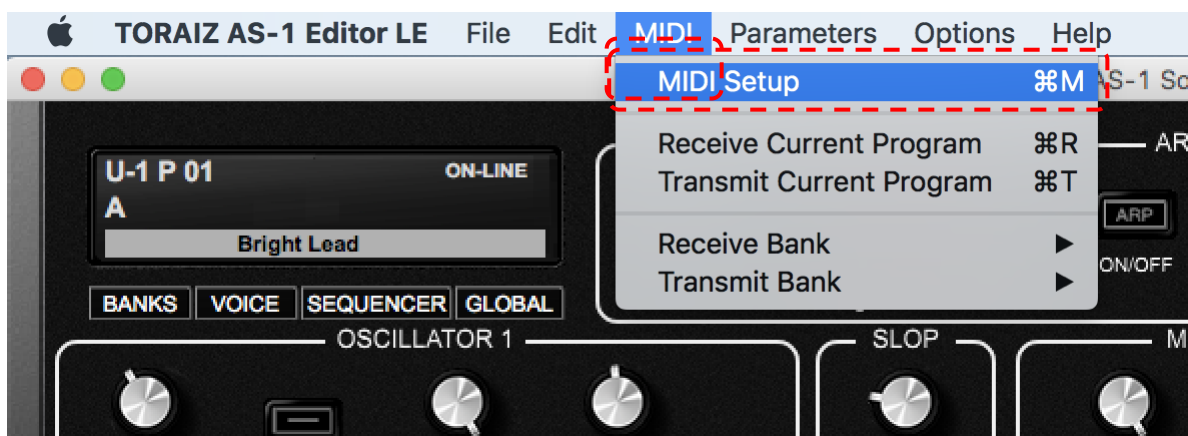 TORAIZ AS-1 Editor LE File Edit MIDI Parameters Options Help
MIDI Setup ⌘M
AS-1 So
Receive Current Program ⌘R
Transmit Current Program ⌘T
Receive Bank ▶
Transmit Bank ▶
U-1 P 01 ON-LINE
A
Bright Lead
BANKS VOICE SEQUENCER GLOBAL
AR
ARP
ON/OFF
OSCILLATOR 1 SLOP M